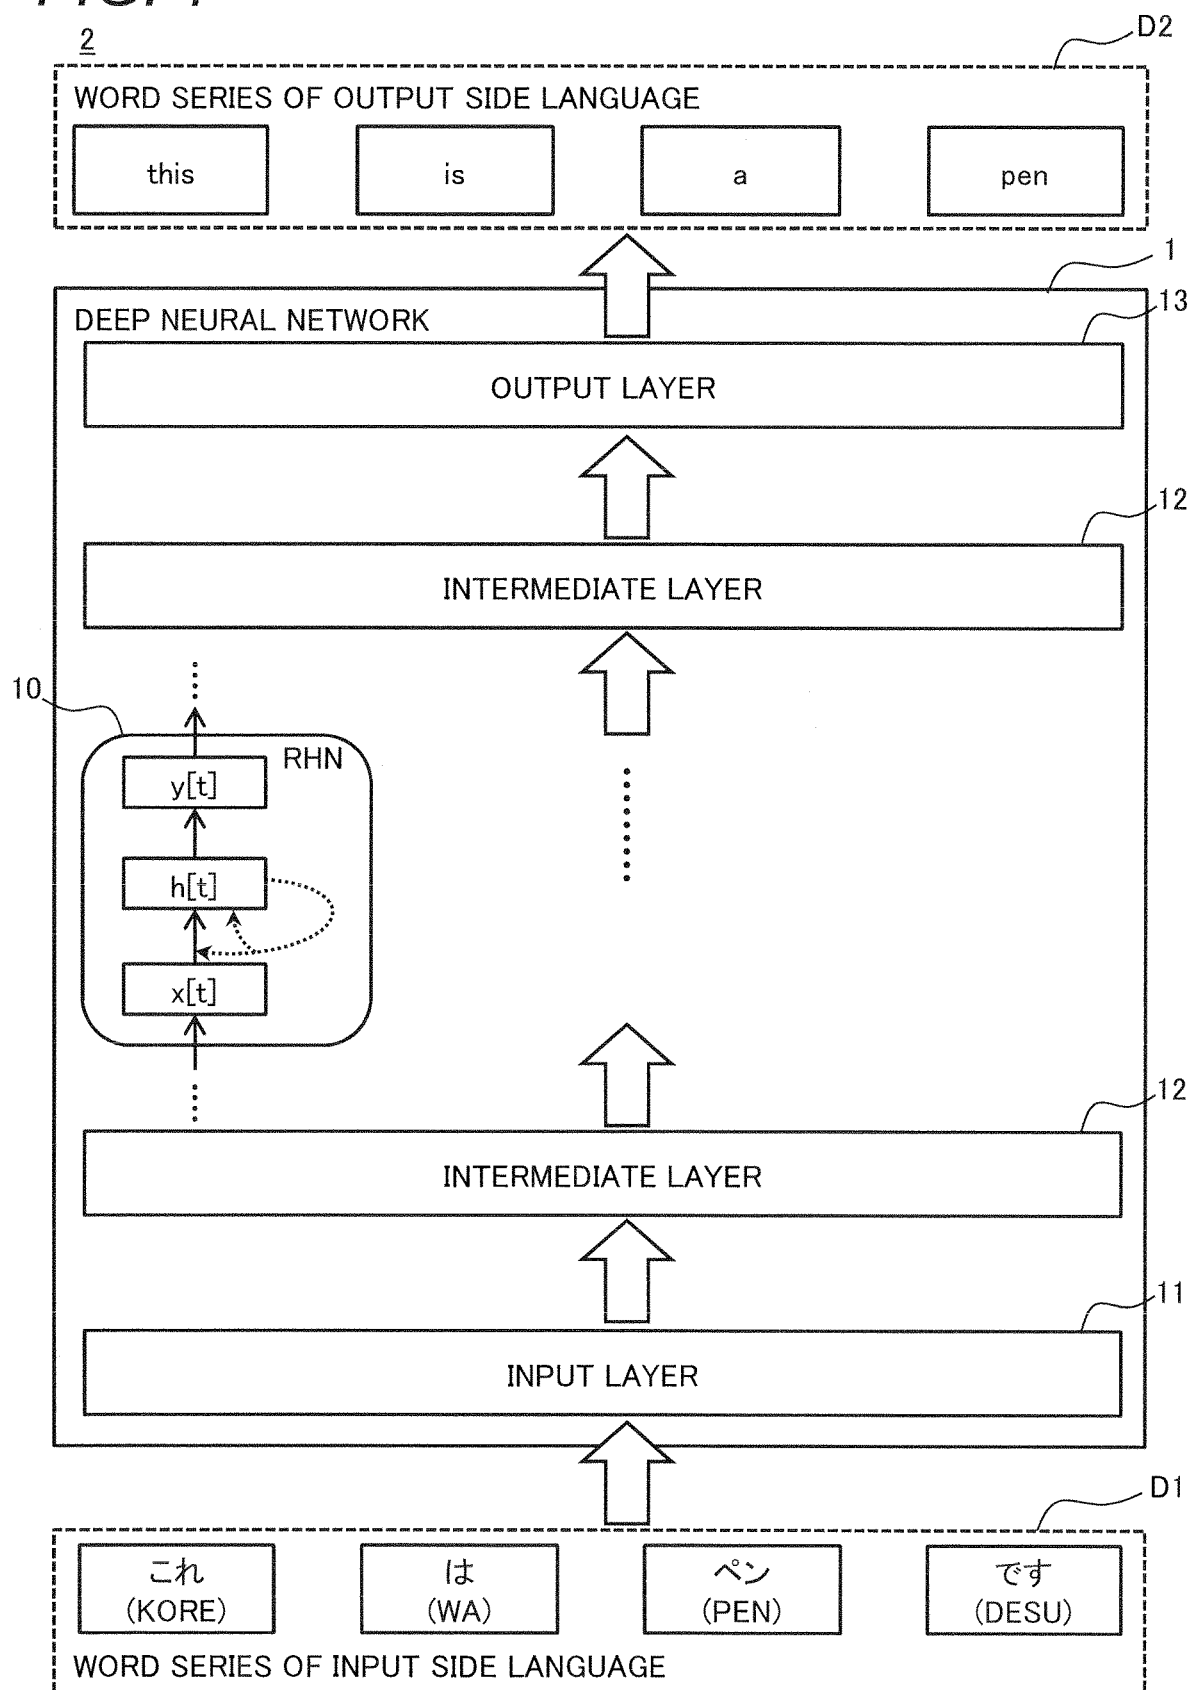 2
D2
WORD SERIES OF OUTPUT SIDE LANGUAGE
this is a pen
1
DEEP NEURAL NETWORK
13
OUTPUT LAYER
12
INTERMEDIATE LAYER
10
RHN
y[t]
h[t]
x[t]
12
INTERMEDIATE LAYER
11
INPUT LAYER
D1
これ は ペン です
(KORE) (WA) (PEN) (DESU)
WORD SERIES OF INPUT SIDE LANGUAGE